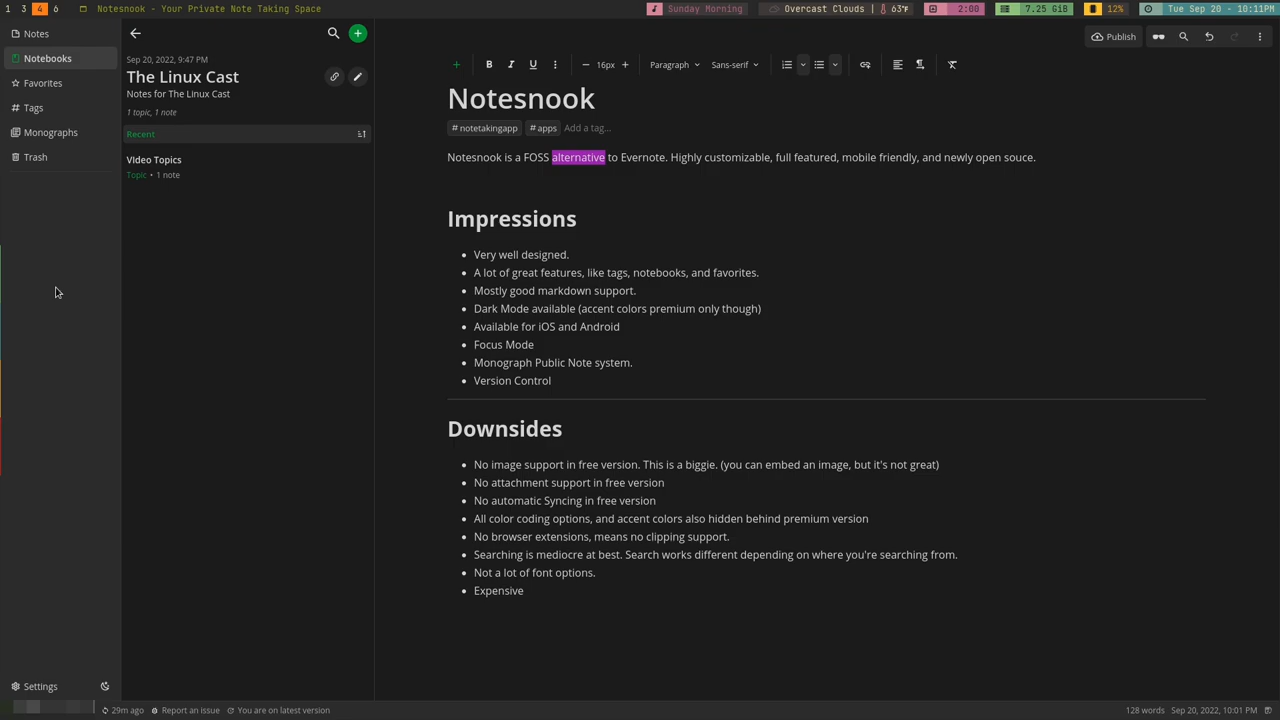 1 3 4 6 Notesnook - Your Private Note Taking Space Sunday Morning Overcast Clouds | 63°F 2:08 7.25 GiB 12% Tue Sep 20 - 10:11PM
Notes
Notebooks
Favorites
Tags
Monographs
Trash
Settings
Sep 20, 2022, 9:47 PM
The Linux Cast
Notes for The Linux Cast
1 topic, 1 note
Recent
Video Topics
Topic • 1 note
Publish
B I U 16px Paragraph Sans-serif
Notesnook
# notetakingapp # apps Add a tag...
Notesnook is a FOSS alternative to Evernote. Highly customizable, full featured, mobile friendly, and newly open souce.
Impressions
• Very well designed.
• A lot of great features, like tags, notebooks, and favorites.
• Mostly good markdown support.
• Dark Mode available (accent colors premium only though)
• Available for iOS and Android
• Focus Mode
• Monograph Public Note system.
• Version Control
Downsides
• No image support in free version. This is a biggie. (you can embed an image, but it's not great)
• No attachment support in free version
• No automatic Syncing in free version
• All color coding options, and accent colors also hidden behind premium version
• No browser extensions, means no clipping support.
• Searching is mediocre at best. Search works different depending on where you're searching from.
• Not a lot of font options.
• Expensive
29m ago Report an issue You are on latest version 128 words Sep 20, 2022, 10:01 PM